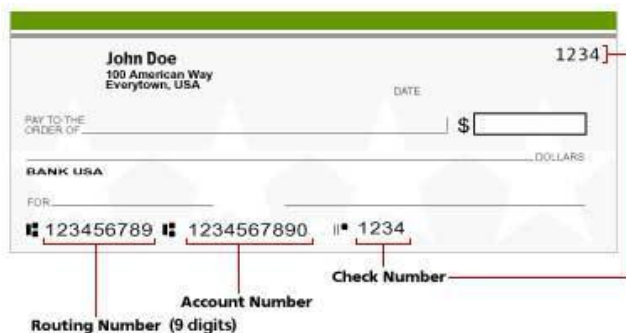 John Doe
1234
100 American Way
Everytown, USA
DATE
PAY TO THE
ORDER OF
$
DOLLARS
BANK USA
FOR
⑆ 123456789 ⑆ 1234567890 ⑈ 1234
Check Number
Account Number
Routing Number (9 digits)